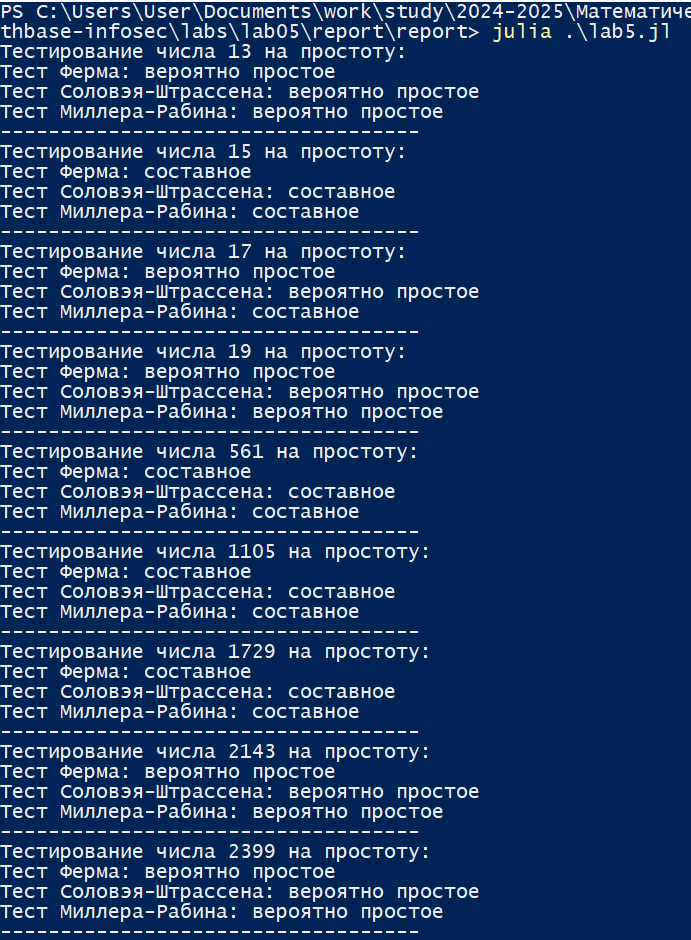 PS C:\Users\User\Documents\work\study\2024-2025\Математиче
thbase-infosec\labs\lab05\report\report> julia .\lab5.jl
Тестирование числа 13 на простоту:
Тест Ферма: вероятно простое
Тест Соловэя-Штрассена: вероятно простое
Тест Миллера-Рабина: вероятно простое
-----------------------------------
Тестирование числа 15 на простоту:
Тест Ферма: составное
Тест Соловэя-Штрассена: составное
Тест Миллера-Рабина: составное
-----------------------------------
Тестирование числа 17 на простоту:
Тест Ферма: вероятно простое
Тест Соловэя-Штрассена: вероятно простое
Тест Миллера-Рабина: составное
-----------------------------------
Тестирование числа 19 на простоту:
Тест Ферма: вероятно простое
Тест Соловэя-Штрассена: вероятно простое
Тест Миллера-Рабина: вероятно простое
-----------------------------------
Тестирование числа 561 на простоту:
Тест Ферма: составное
Тест Соловэя-Штрассена: составное
Тест Миллера-Рабина: составное
-----------------------------------
Тестирование числа 1105 на простоту:
Тест Ферма: составное
Тест Соловэя-Штрассена: составное
Тест Миллера-Рабина: составное
-----------------------------------
Тестирование числа 1729 на простоту:
Тест Ферма: составное
Тест Соловэя-Штрассена: составное
Тест Миллера-Рабина: составное
-----------------------------------
Тестирование числа 2143 на простоту:
Тест Ферма: вероятно простое
Тест Соловэя-Штрассена: вероятно простое
Тест Миллера-Рабина: вероятно простое
-----------------------------------
Тестирование числа 2399 на простоту:
Тест Ферма: вероятно простое
Тест Соловэя-Штрассена: вероятно простое
Тест Миллера-Рабина: вероятно простое
-----------------------------------